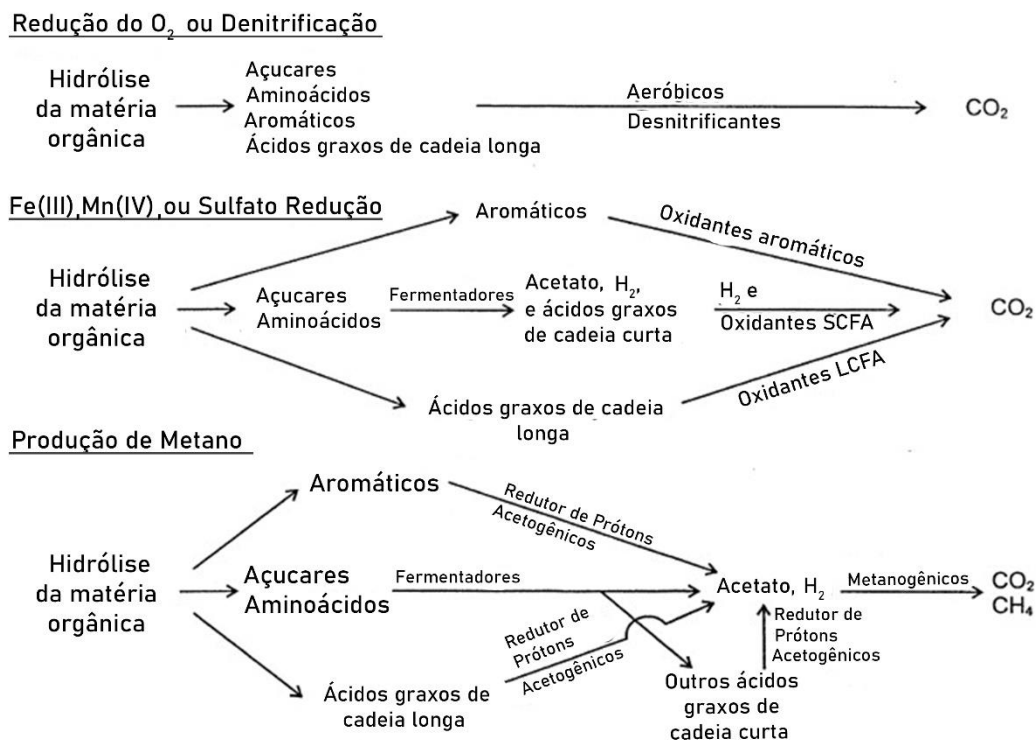 Redução do O₂ ou Denitrificação
Hidrólise
da matéria
orgânica
Açucares
Aminoácidos
Aromáticos
Ácidos graxos de cadeia longa
Aeróbicos
Desnitrificantes
CO₂
Fe(III),Mn(IV),ou Sulfato Redução
Hidrólise
da matéria
orgânica
Aromáticos
Oxidantes aromáticos
Açucares
Aminoácidos
Fermentadores
Acetato, H₂,
e ácidos graxos
de cadeia curta
H₂ e
Oxidantes SCFA
CO₂
Ácidos graxos de cadeia
longa
Oxidantes LCFA
Produção de Metano
Hidrólise
da matéria
orgânica
Aromáticos
Redutor de Prótons
Acetogênicos
Açucares
Aminoácidos
Fermentadores
Acetato, H₂
Metanogênicos
CO₂
CH₄
Redutor de
Prótons
Acetogênicos
Redutor de
Prótons
Acetogênicos
Ácidos graxos de
cadeia longa
Outros ácidos
graxos de
cadeia curta